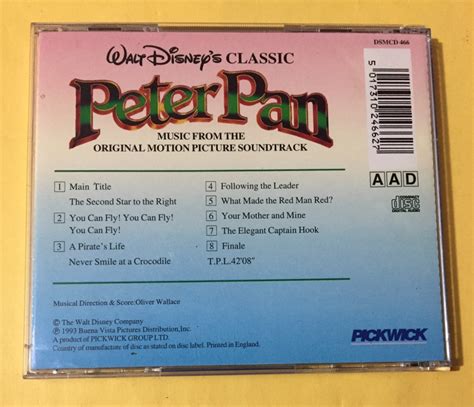 DSMCD 466
WALT DISNEY'S CLASSIC
Peter Pan
MUSIC FROM THE
ORIGINAL MOTION PICTURE SOUNDTRACK
5 017310 246627
AAD
COMPACT
disc
DIGITAL AUDIO
1 Main Title
The Second Star to the Right
2 You Can Fly! You Can Fly!
You Can Fly!
3 A Pirate's Life
Never Smile at a Crocodile
4 Following the Leader
5 What Made the Red Man Red?
6 Your Mother and Mine
7 The Elegant Captain Hook
8 Finale
T.P.L.42'08"
Musical Direction & Score:Oliver Wallace
© The Walt Disney Company
℗ 1993 Buena Vista Pictures Distribution, Inc.
A product of PICKWICK GROUP LTD.
Country of manufacture of disc as stated on disc label. Printed in England.
PICKWICK